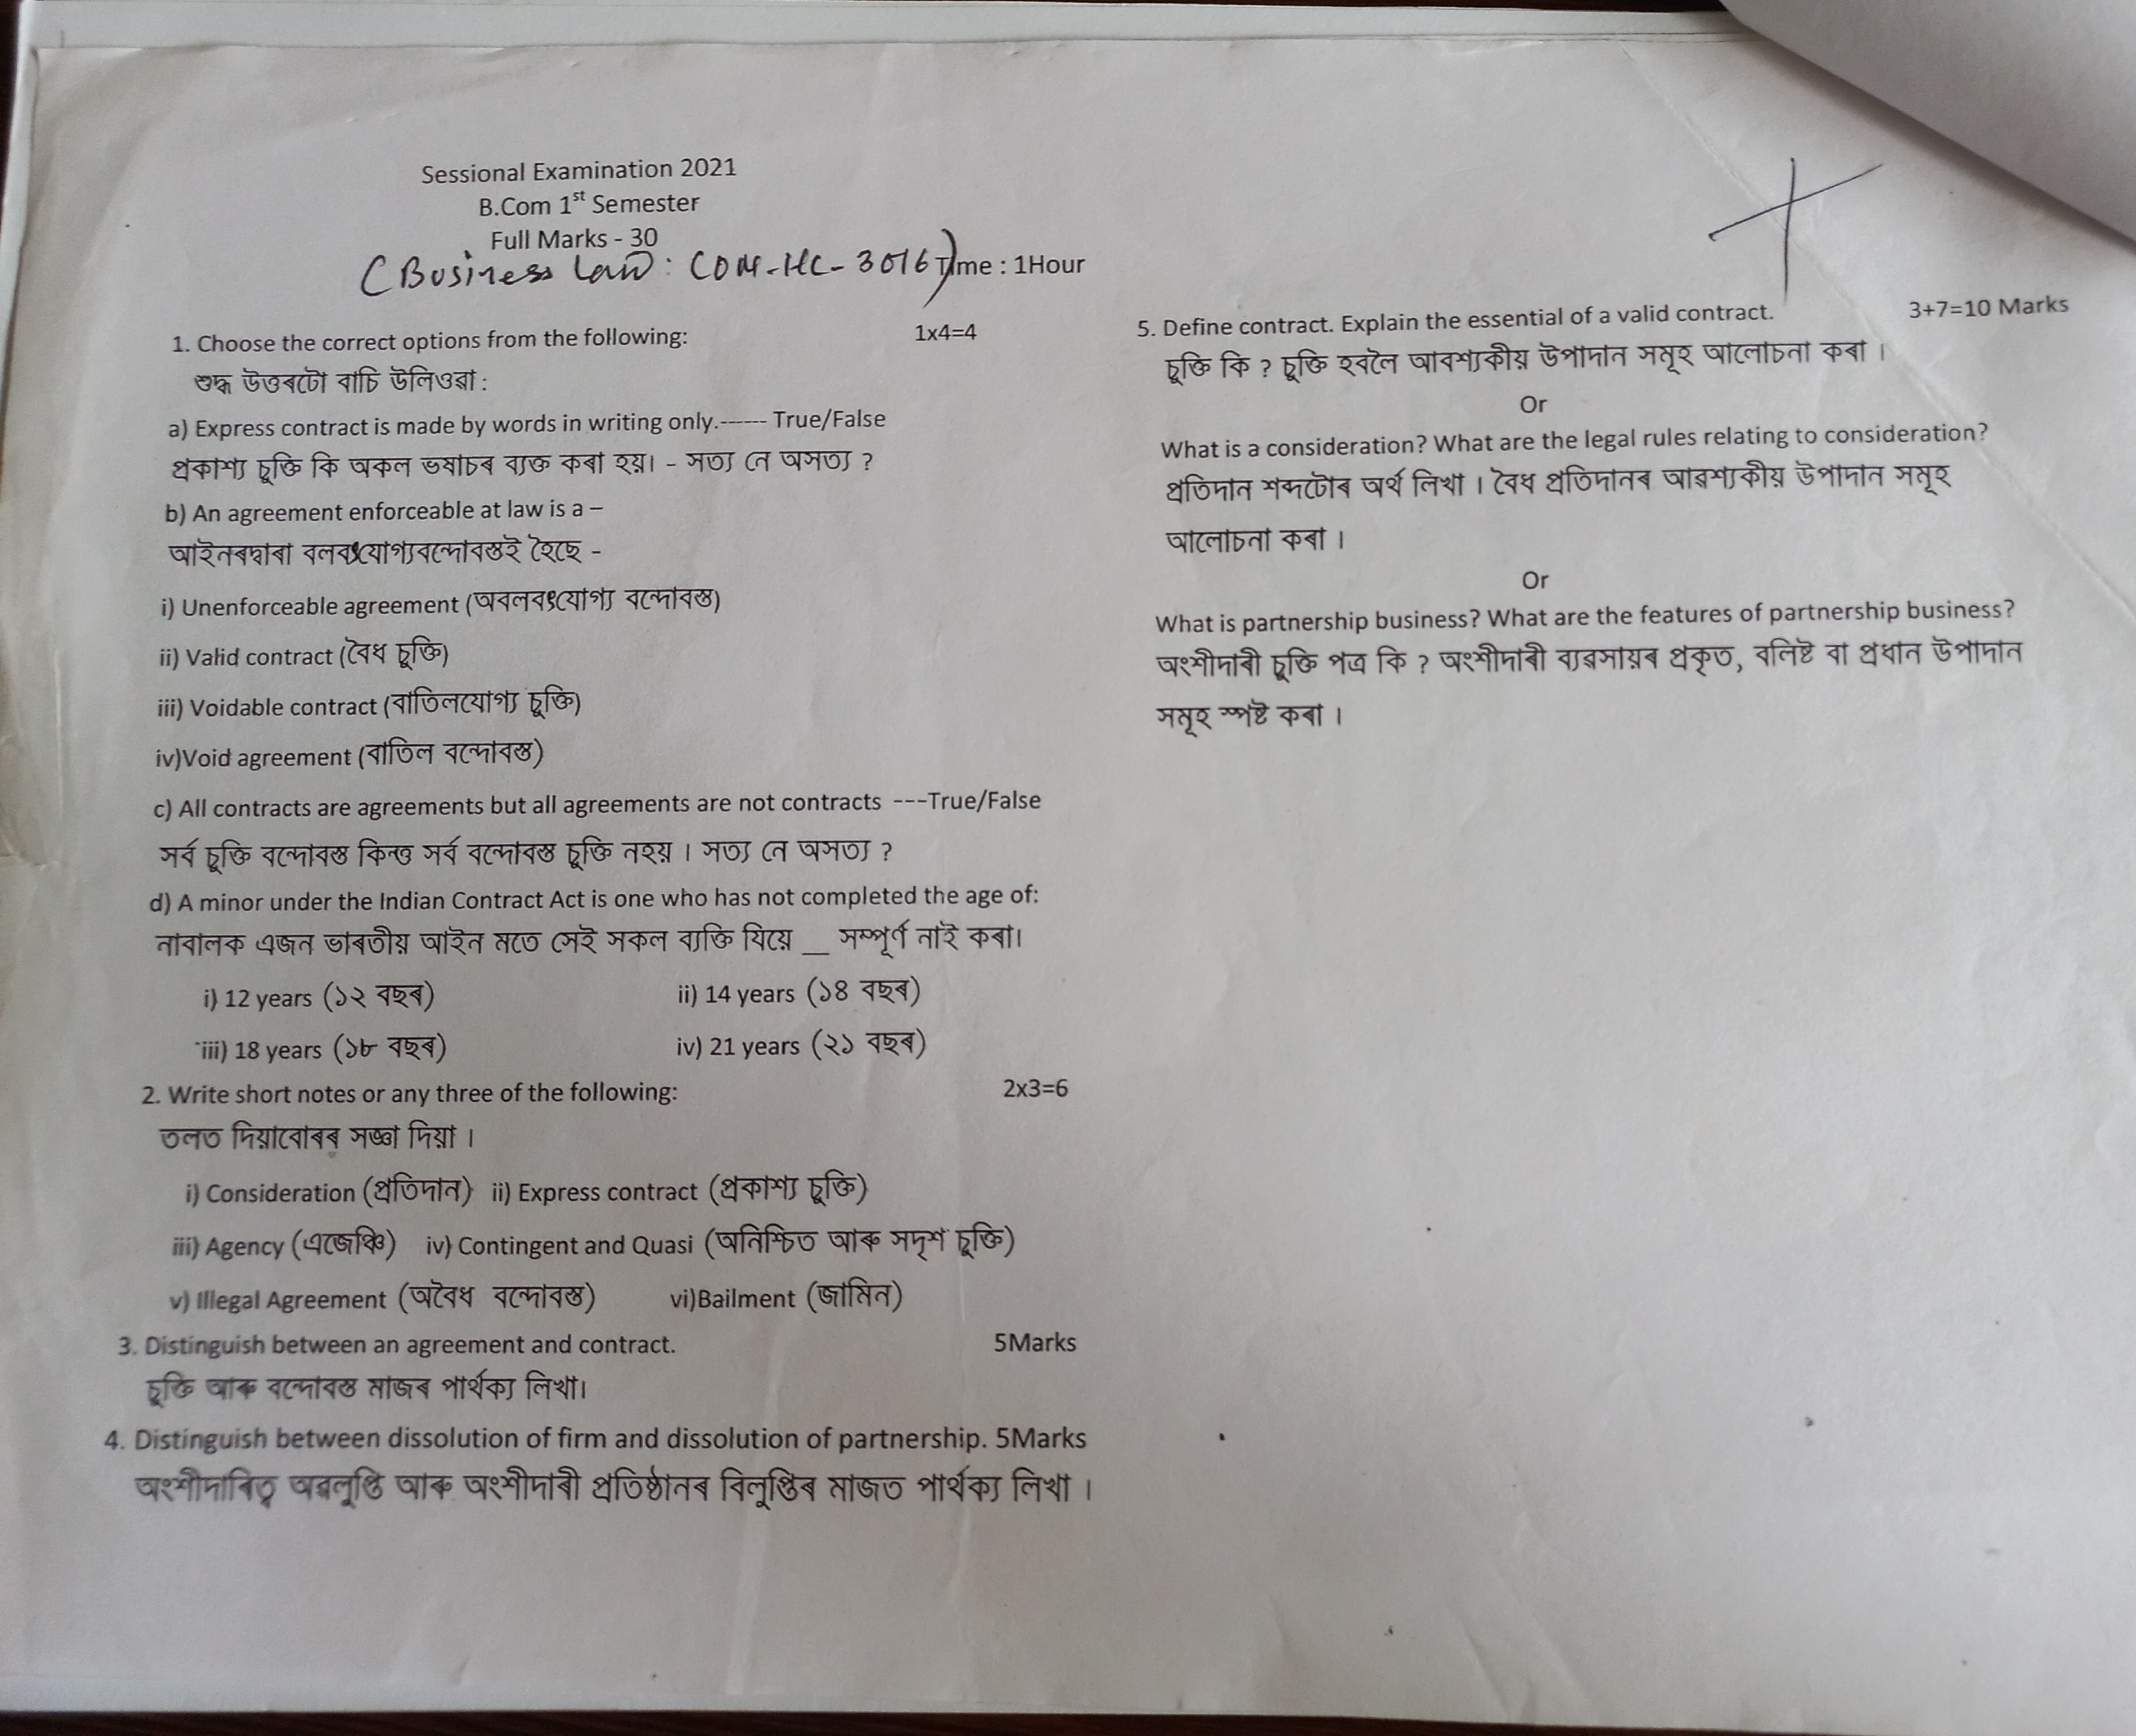 Sessional Examination 2021
B.Com 1st Semester
Full Marks - 30
(Business Law: COM-HC-3016) Time : 1Hour
1. Choose the correct options from the following: 1x4=4
শুদ্ধ উত্তৰটো বাচি উলিওৱা :
a) Express contract is made by words in writing only.------ True/False
প্ৰকাশ্য চুক্তি কি অকল ভষাচৰ ব্যক্ত কৰা হয়। - সত্য নে অসত্য ?
b) An agreement enforceable at law is a –
আইনৰদ্বাৰা বলবৎযোগ্যবন্দোবস্তই হৈছে -
i) Unenforceable agreement (অবলবৎযোগ্য বন্দোবস্ত)
ii) Valid contract (বৈধ চুক্তি)
iii) Voidable contract (বাতিলযোগ্য চুক্তি)
iv)Void agreement (বাতিল বন্দোবস্ত)
c) All contracts are agreements but all agreements are not contracts ---True/False
সৰ্ব চুক্তি বন্দোবস্ত কিন্তু সৰ্ব বন্দোবস্ত চুক্তি নহয় । সত্য নে অসত্য ?
d) A minor under the Indian Contract Act is one who has not completed the age of:
নাবালক এজন ভাৰতীয় আইন মতে সেই সকল ব্যক্তি যিয়ে _ সম্পূৰ্ণ নাই কৰা।
i) 12 years (১২ বছৰ) ii) 14 years (১৪ বছৰ)
iii) 18 years (১৮ বছৰ) iv) 21 years (২১ বছৰ)
2. Write short notes or any three of the following: 2x3=6
তলত দিয়াবোৰৰ সজ্ঞা দিয়া ।
i) Consideration (প্ৰতিদান) ii) Express contract (প্ৰকাশ্য চুক্তি)
iii) Agency (এজেঞ্চি) iv) Contingent and Quasi (অনিশ্চিত আৰু সদৃশ চুক্তি)
v) Illegal Agreement (অবৈধ বন্দোবস্ত) vi)Bailment (জামিন)
3. Distinguish between an agreement and contract. 5Marks
চুক্তি আৰু বন্দোবস্ত মাজৰ পাৰ্থক্য লিখা।
4. Distinguish between dissolution of firm and dissolution of partnership. 5Marks
অংশীদাৰিত্ব অৱলুপ্তি আৰু অংশীদাৰী প্ৰতিষ্ঠানৰ বিলুপ্তিৰ মাজত পাৰ্থক্য লিখা ।
5. Define contract. Explain the essential of a valid contract. 3+7=10 Marks
চুক্তি কি ? চুক্তি হবলৈ আবশ্যকীয় উপাদান সমূহ আলোচনা কৰা ।
Or
What is a consideration? What are the legal rules relating to consideration?
প্ৰতিদান শব্দটোৰ অৰ্থ লিখা । বৈধ প্ৰতিদানৰ আৱশ্যকীয় উপাদান সমূহ
আলোচনা কৰা ।
Or
What is partnership business? What are the features of partnership business?
অংশীদাৰী চুক্তি পত্ৰ কি ? অংশীদাৰী ব্যৱসায়ৰ প্ৰকৃত, বলিষ্ট বা প্ৰধান উপাদান
সমূহ স্পষ্ট কৰা ।